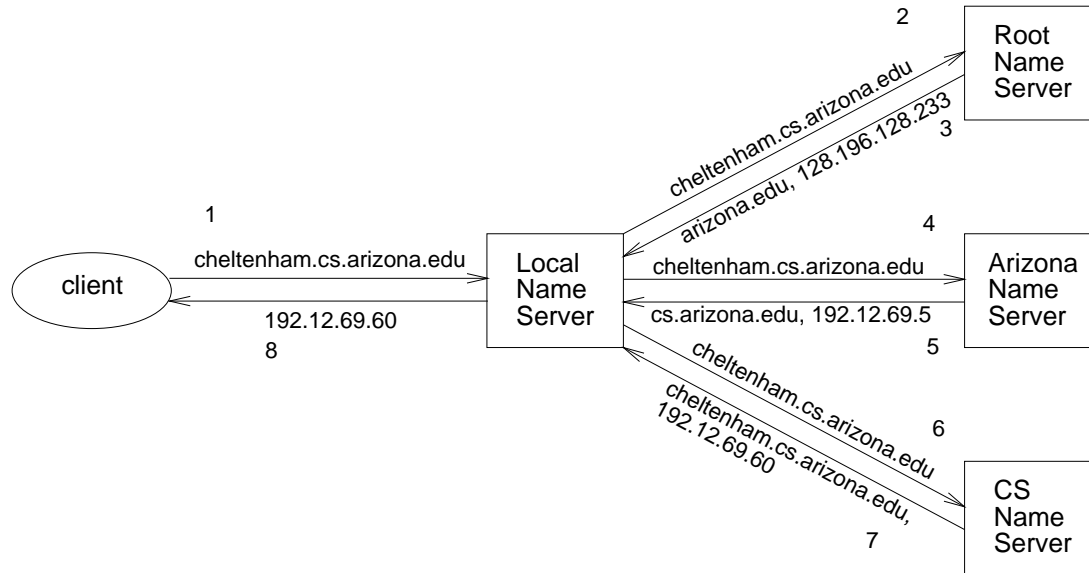 2
Root
Name
Server
cheltenham.cs.arizona.edu
arizona.edu, 128.196.128.233
3
1
4
client
cheltenham.cs.arizona.edu
192.12.69.60
8
Local
Name
Server
cheltenham.cs.arizona.edu
cs.arizona.edu, 192.12.69.5
Arizona
Name
Server
5
cheltenham.cs.arizona.edu
cheltenham.cs.arizona.edu,
192.12.69.60
6
7
CS
Name
Server